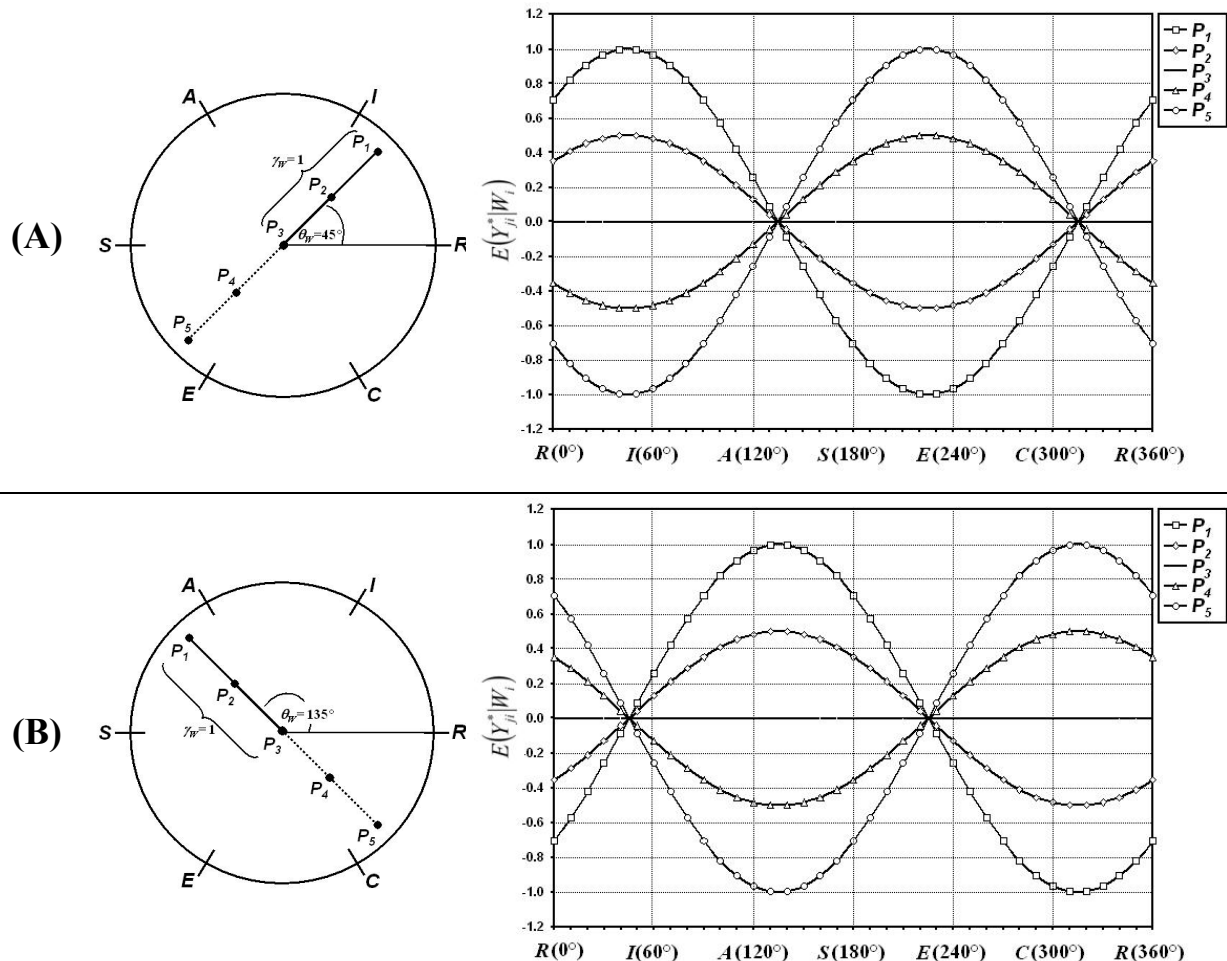 (A)
A
I
P1
γW=1
P2
P3
θW=45°
S
R
P4
P5
E
C
E(Y*ji|Wi)
1.2
1.0
0.8
0.6
0.4
0.2
0.0
-0.2
-0.4
-0.6
-0.8
-1.0
-1.2
R(0°) I(60°) A(120°) S(180°) E(240°) C(300°) R(360°)
P1
P2
P3
P4
P5
(B)
A
I
P1
P2
θW=135°
γW=1
P3
S
R
P4
P5
E
C
E(Y*ji|Wi)
1.2
1.0
0.8
0.6
0.4
0.2
0.0
-0.2
-0.4
-0.6
-0.8
-1.0
-1.2
R(0°) I(60°) A(120°) S(180°) E(240°) C(300°) R(360°)
P1
P2
P3
P4
P5